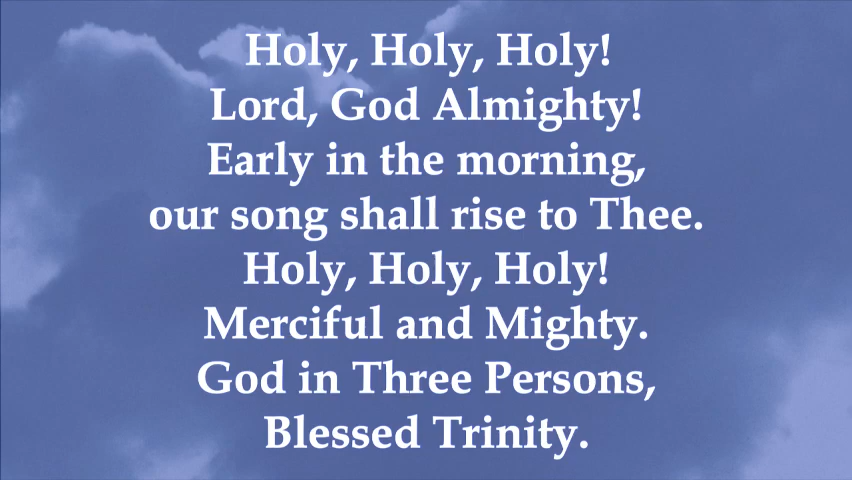 Holy, Holy, Holy!
Lord, God Almighty!
Early in the morning,
our song shall rise to Thee.
Holy, Holy, Holy!
Merciful and Mighty.
God in Three Persons,
Blessed Trinity.